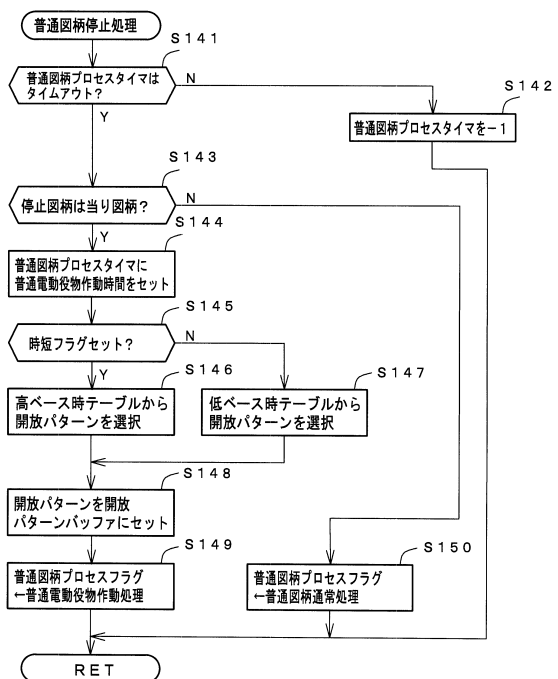 普通図柄停止処理
S141
普通図柄プロセスタイマは
タイムアウト?
N
Y
S142
普通図柄プロセスタイマを-1
S143
停止図柄は当り図柄?
N
Y
S144
普通図柄プロセスタイマに
普通電動役物作動時間をセット
S145
時短フラグセット?
N
Y
S146
高ベース時テーブルから
開放パターンを選択
S147
低ベース時テーブルから
開放パターンを選択
S148
開放パターンを開放
パターンバッファにセット
S149
普通図柄プロセスフラグ
←普通電動役物作動処理
S150
普通図柄プロセスフラグ
←普通図柄通常処理
RET